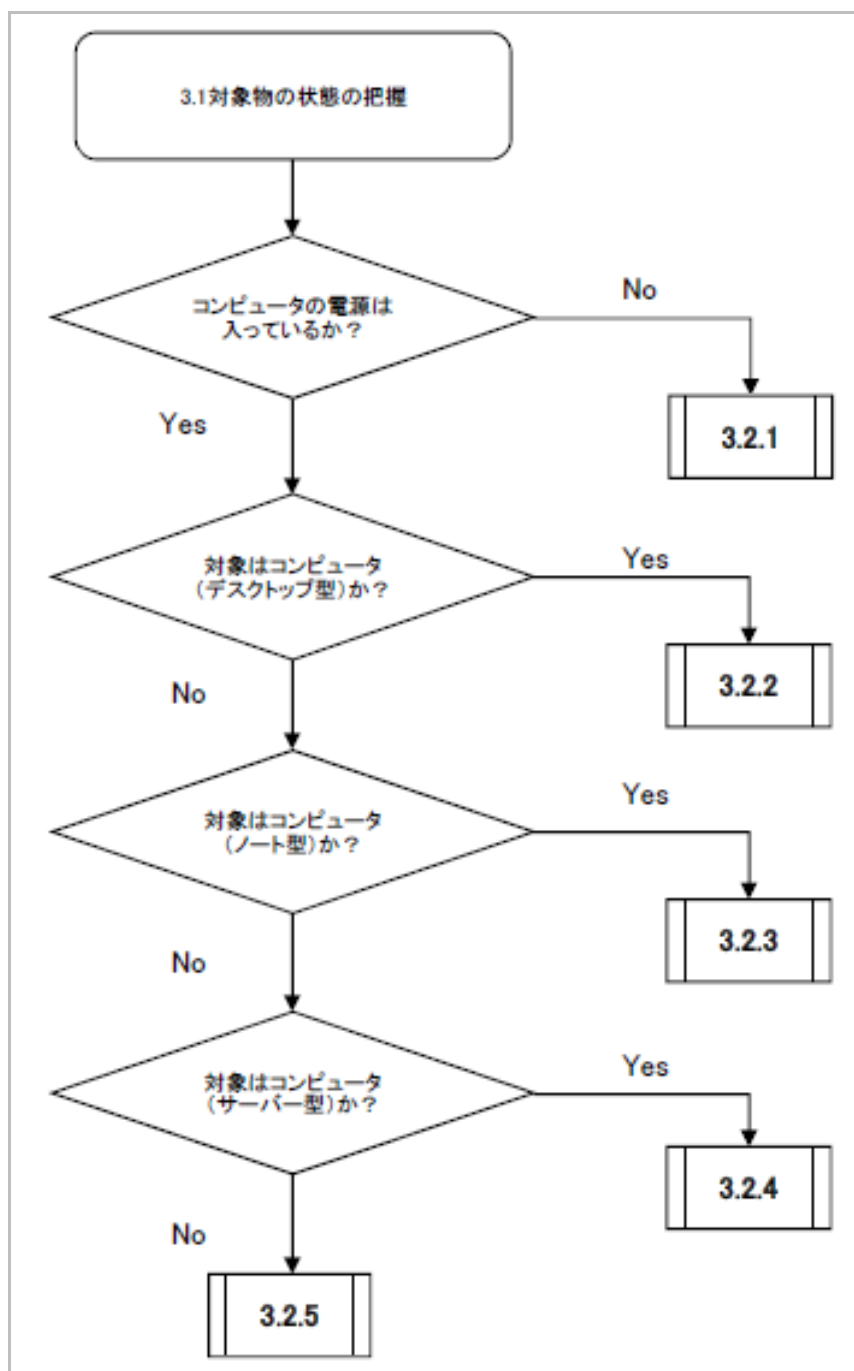 3.1対象物の状態の把握
コンピュータの電源は
入っているか？
No
Yes
3.2.1
対象はコンピュータ
（デスクトップ型）か？
Yes
No
3.2.2
対象はコンピュータ
（ノート型）か？
Yes
No
3.2.3
対象はコンピュータ
（サーバー型）か？
Yes
No
3.2.4
3.2.5